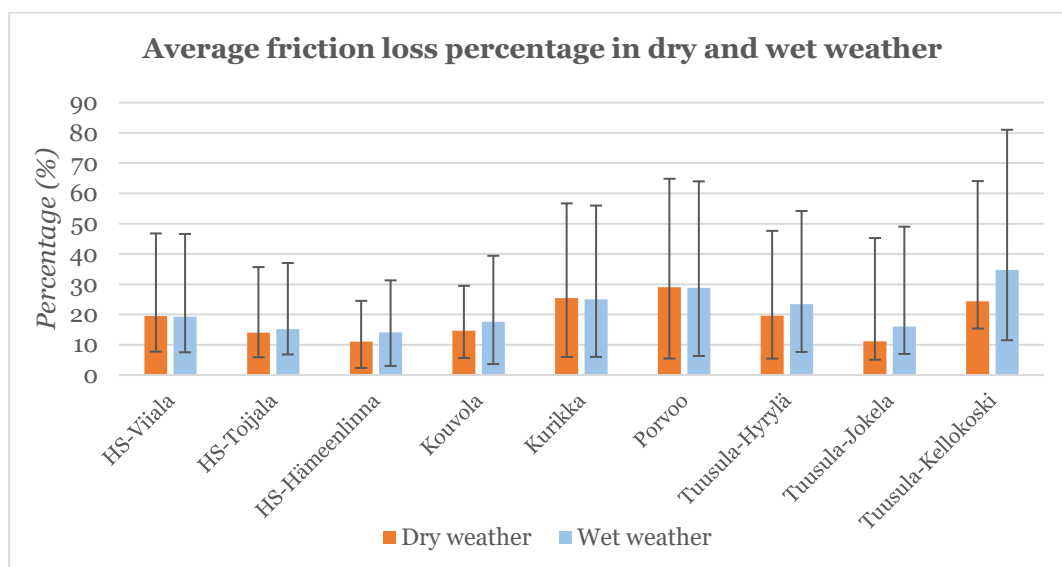 Average friction loss percentage in dry and wet weather
Percentage (%)
90
80
70
60
50
40
30
20
10
0
HS-Viiala
HS-Toijala
HS-Hämeenlinna
Kouvola
Kurikka
Porvoo
Tuusula-Hyrylä
Tuusula-Jokela
Tuusula-Kellokoski
Dry weather
Wet weather